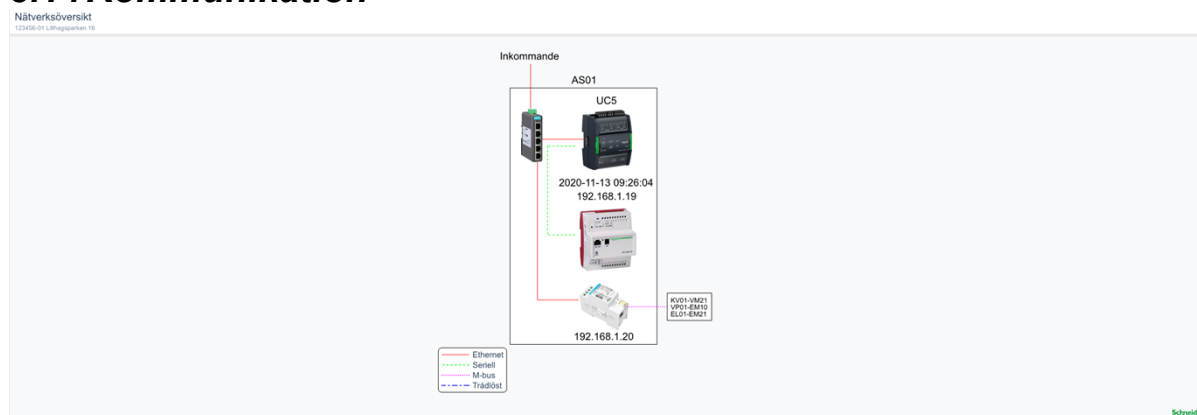 Nätverksöversikt
123456-01 Lillhagsparken 16
Inkommande
AS01
UC5
2020-11-13 09:26:04
192.168.1.19
KV01-VM21
VP01-EM10
EL01-EM21
192.168.1.20
Ethernet
Seriell
M-bus
Trådlöst
Schneid